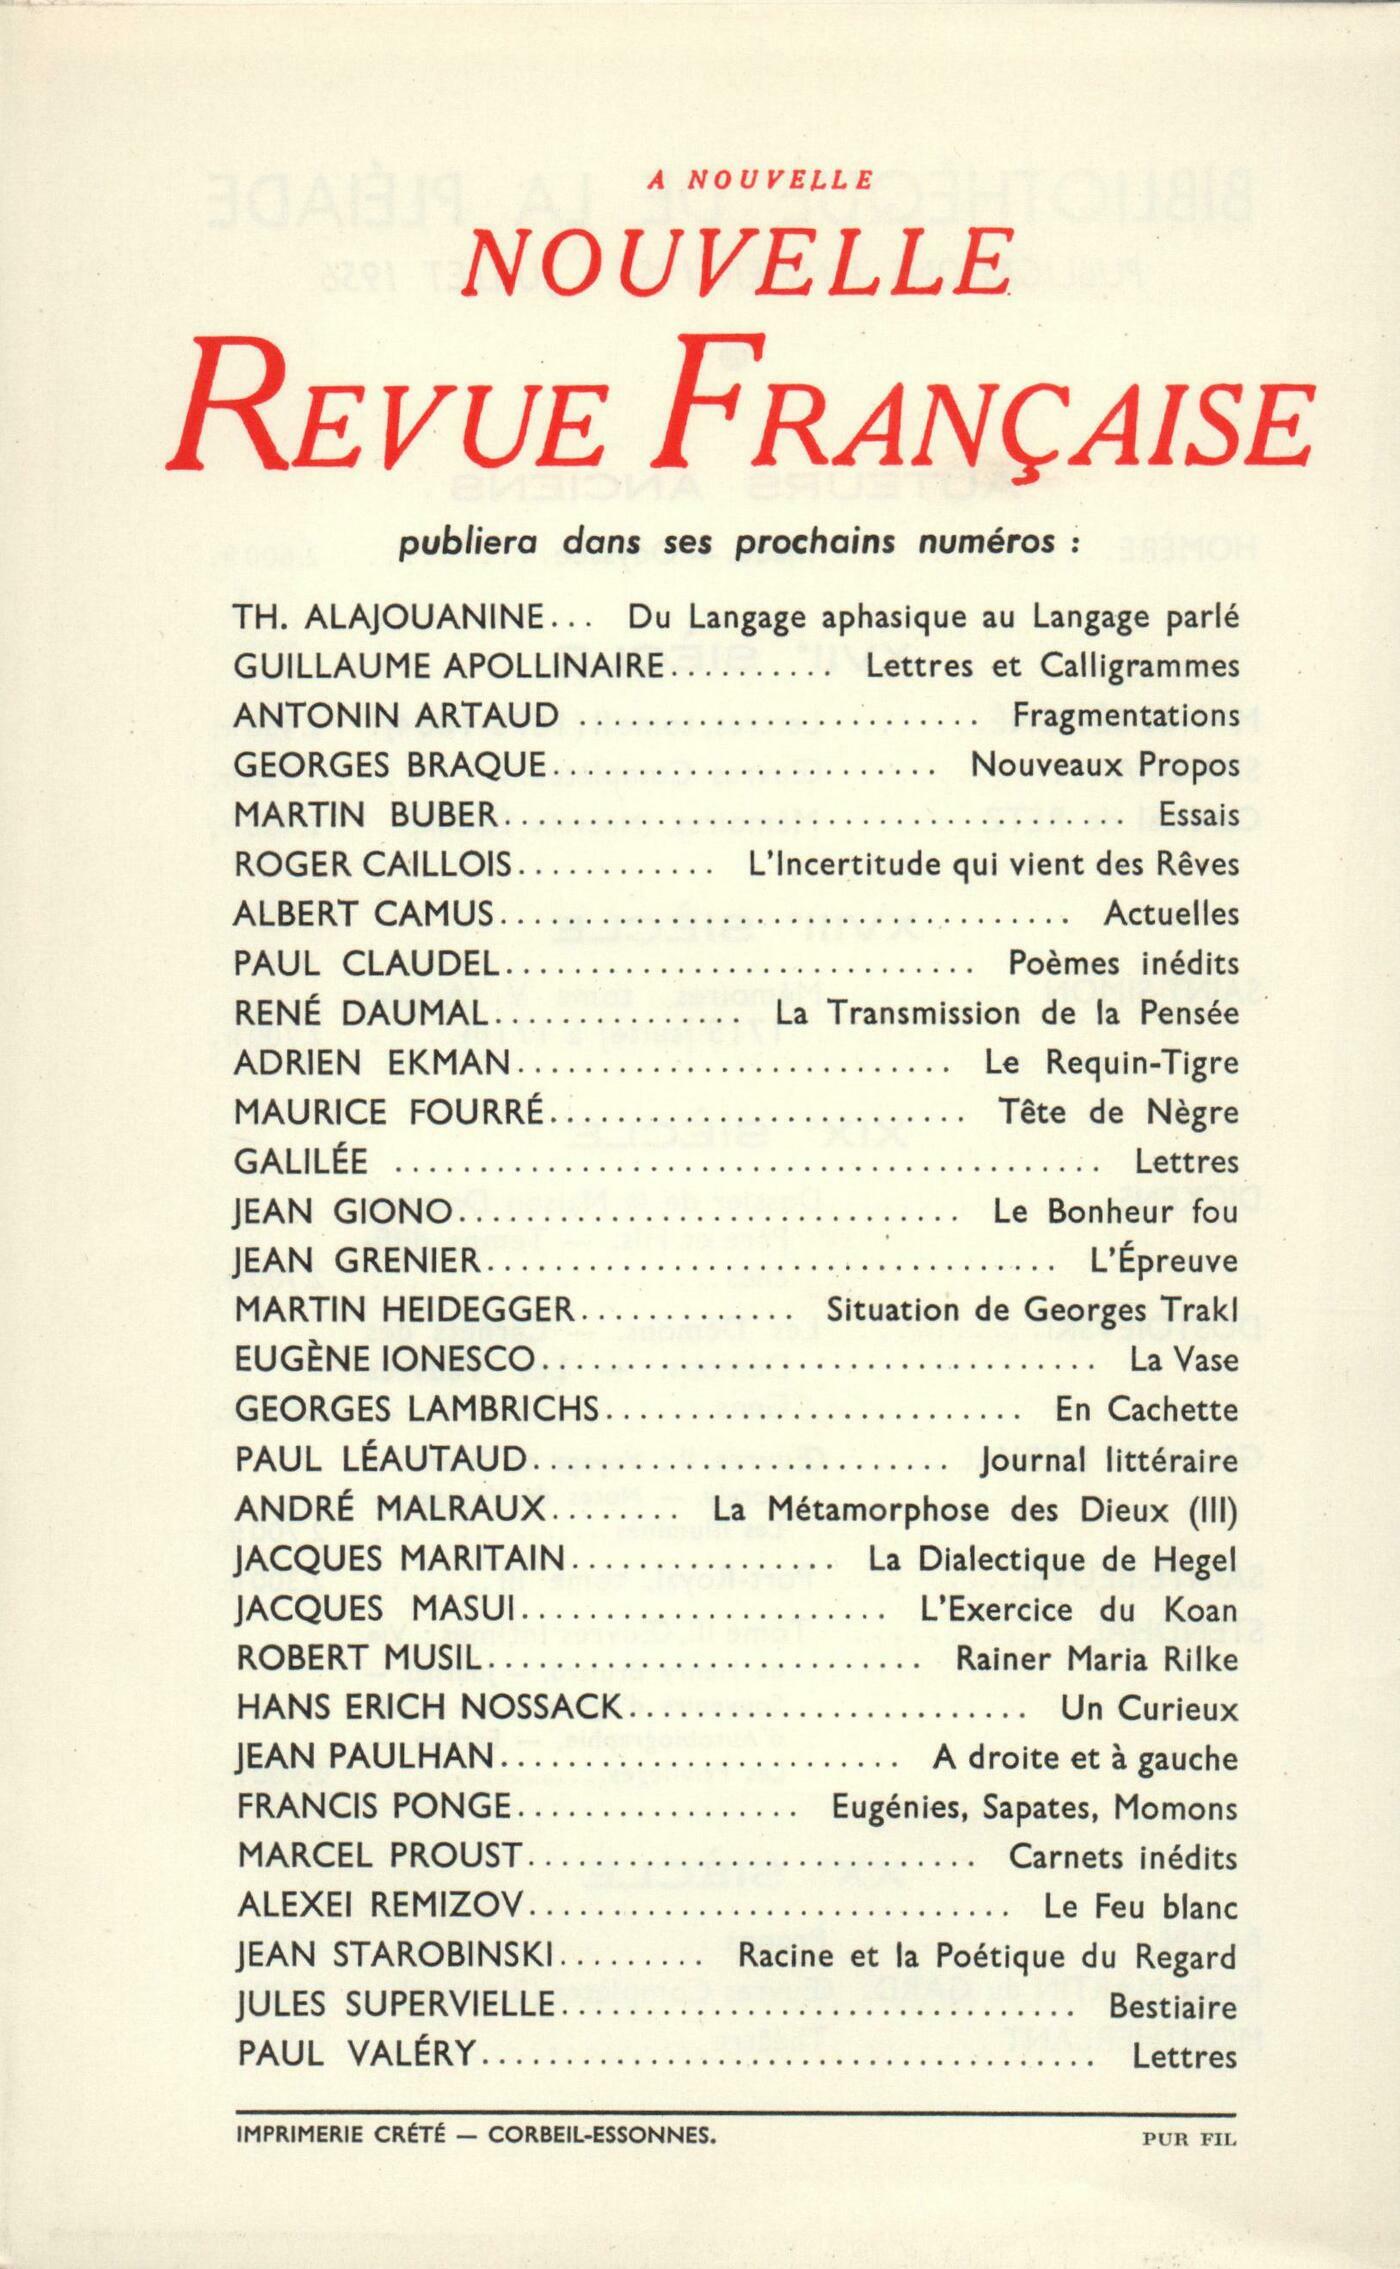 A NOUVELLE
NOUVELLE
REVUE FRANÇAISE
publiera dans ses prochains numéros :
TH. ALAJOUANINE... Du Langage aphasique au Langage parlé
GUILLAUME APOLLINAIRE.......... Lettres et Calligrammes
ANTONIN ARTAUD ........................ Fragmentations
GEORGES BRAQUE....................... Nouveaux Propos
MARTIN BUBER...................................... Essais
ROGER CAILLOIS............ L'Incertitude qui vient des Rêves
ALBERT CAMUS.................................. Actuelles
PAUL CLAUDEL............................ Poèmes inédits
RENÉ DAUMAL............... La Transmission de la Pensée
ADRIEN EKMAN.......................... Le Requin-Tigre
MAURICE FOURRÉ......................... Tête de Nègre
GALILÉE .......................................... Lettres
JEAN GIONO.............................. Le Bonheur fou
JEAN GRENIER.................................. L'Épreuve
MARTIN HEIDEGGER............. Situation de Georges Trakl
EUGÈNE IONESCO................................. La Vase
GEORGES LAMBRICHS......................... En Cachette
PAUL LÉAUTAUD......................... Journal littéraire
ANDRÉ MALRAUX........ La Métamorphose des Dieux (III)
JACQUES MARITAIN................ La Dialectique de Hegel
JACQUES MASUI...................... L'Exercice du Koan
ROBERT MUSIL.......................... Rainer Maria Rilke
HANS ERICH NOSSACK........................ Un Curieux
JEAN PAULHAN........................ A droite et à gauche
FRANCIS PONGE................. Eugénies, Sapates, Momons
MARCEL PROUST........................... Carnets inédits
ALEXEI REMIZOV............................. Le Feu blanc
JEAN STAROBINSKI......... Racine et la Poétique du Regard
JULES SUPERVIELLE............................... Bestiaire
PAUL VALÉRY..................................... Lettres
IMPRIMERIE CRÉTÉ — CORBEIL-ESSONNES.
PUR FIL